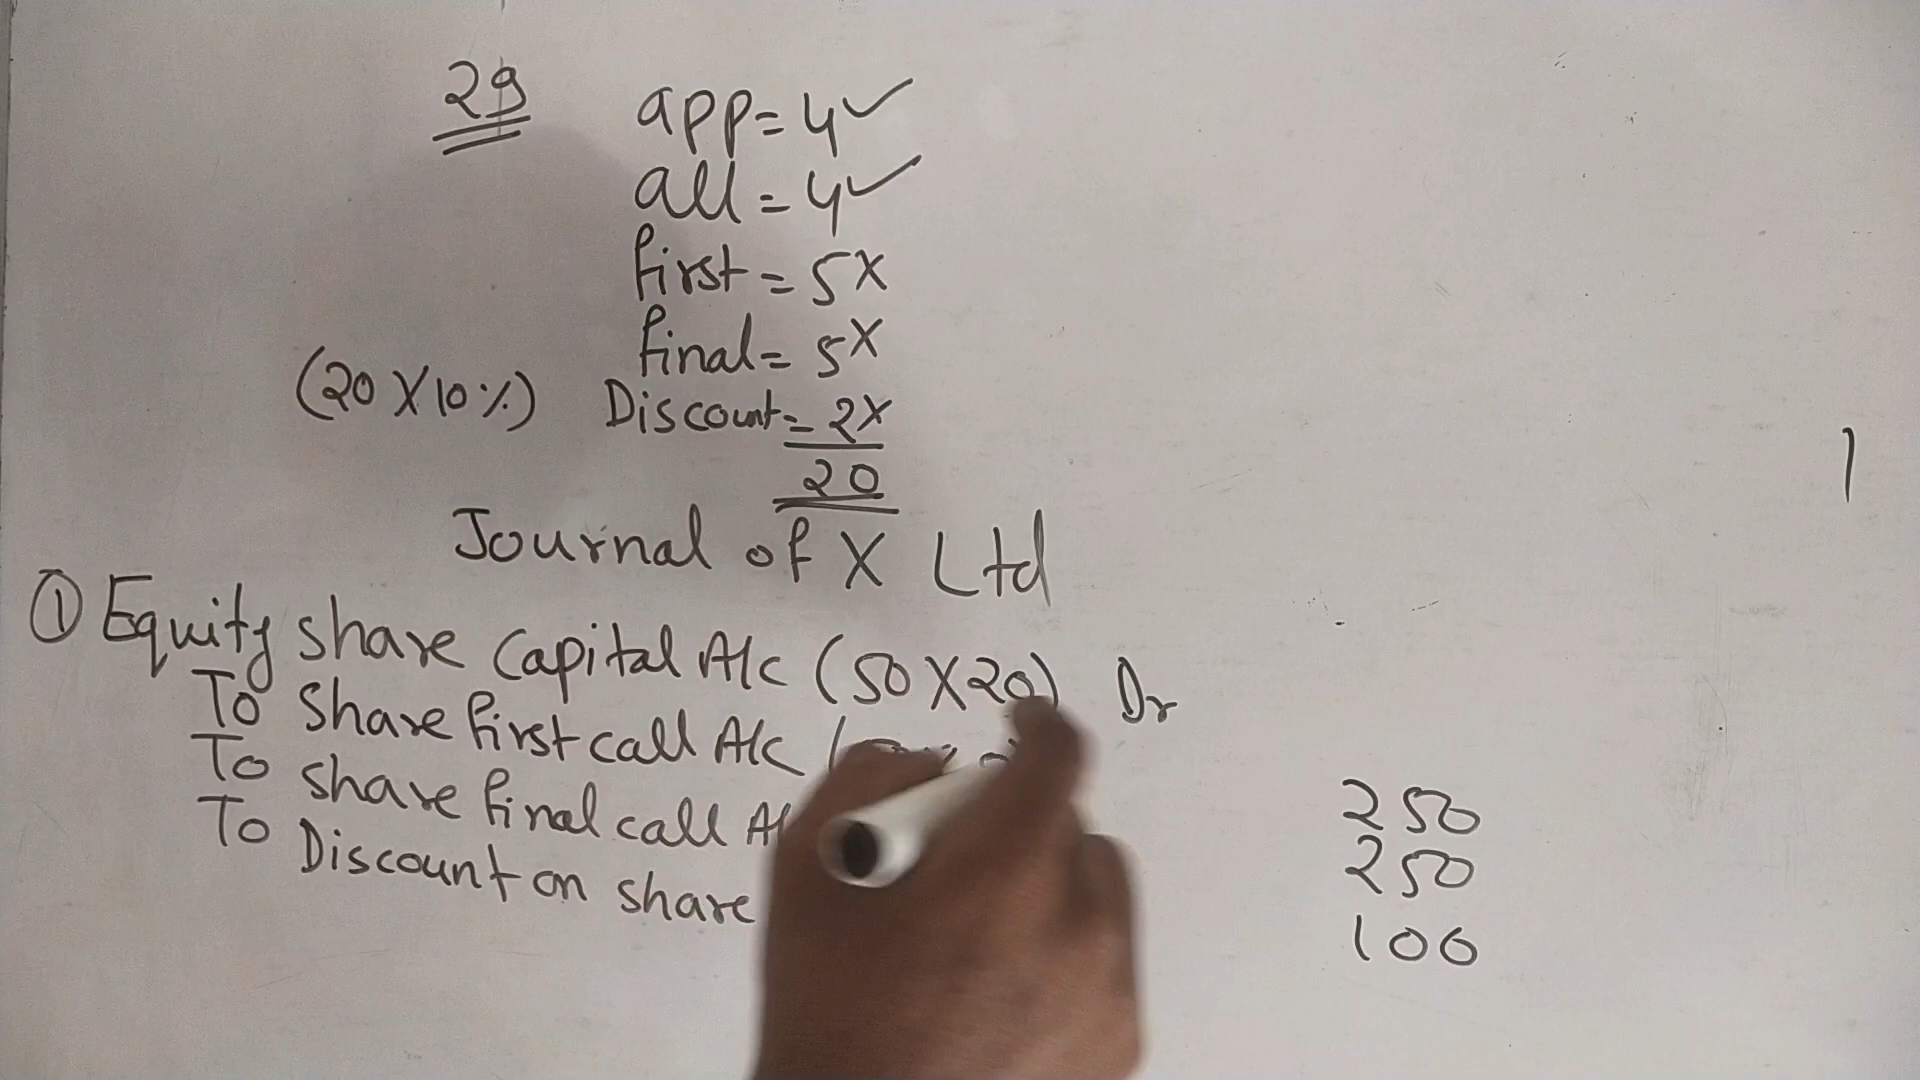 29
app = 4 ✓
all = 4 ✓
first = 5 X
final = 5 X
(20 X 10%) Discount = 2 X
20
Journal of X Ltd
① Equity share capital A/c (50 X 20) Dr
To share first call A/c
250
To share final call
250
To Discount on share
100